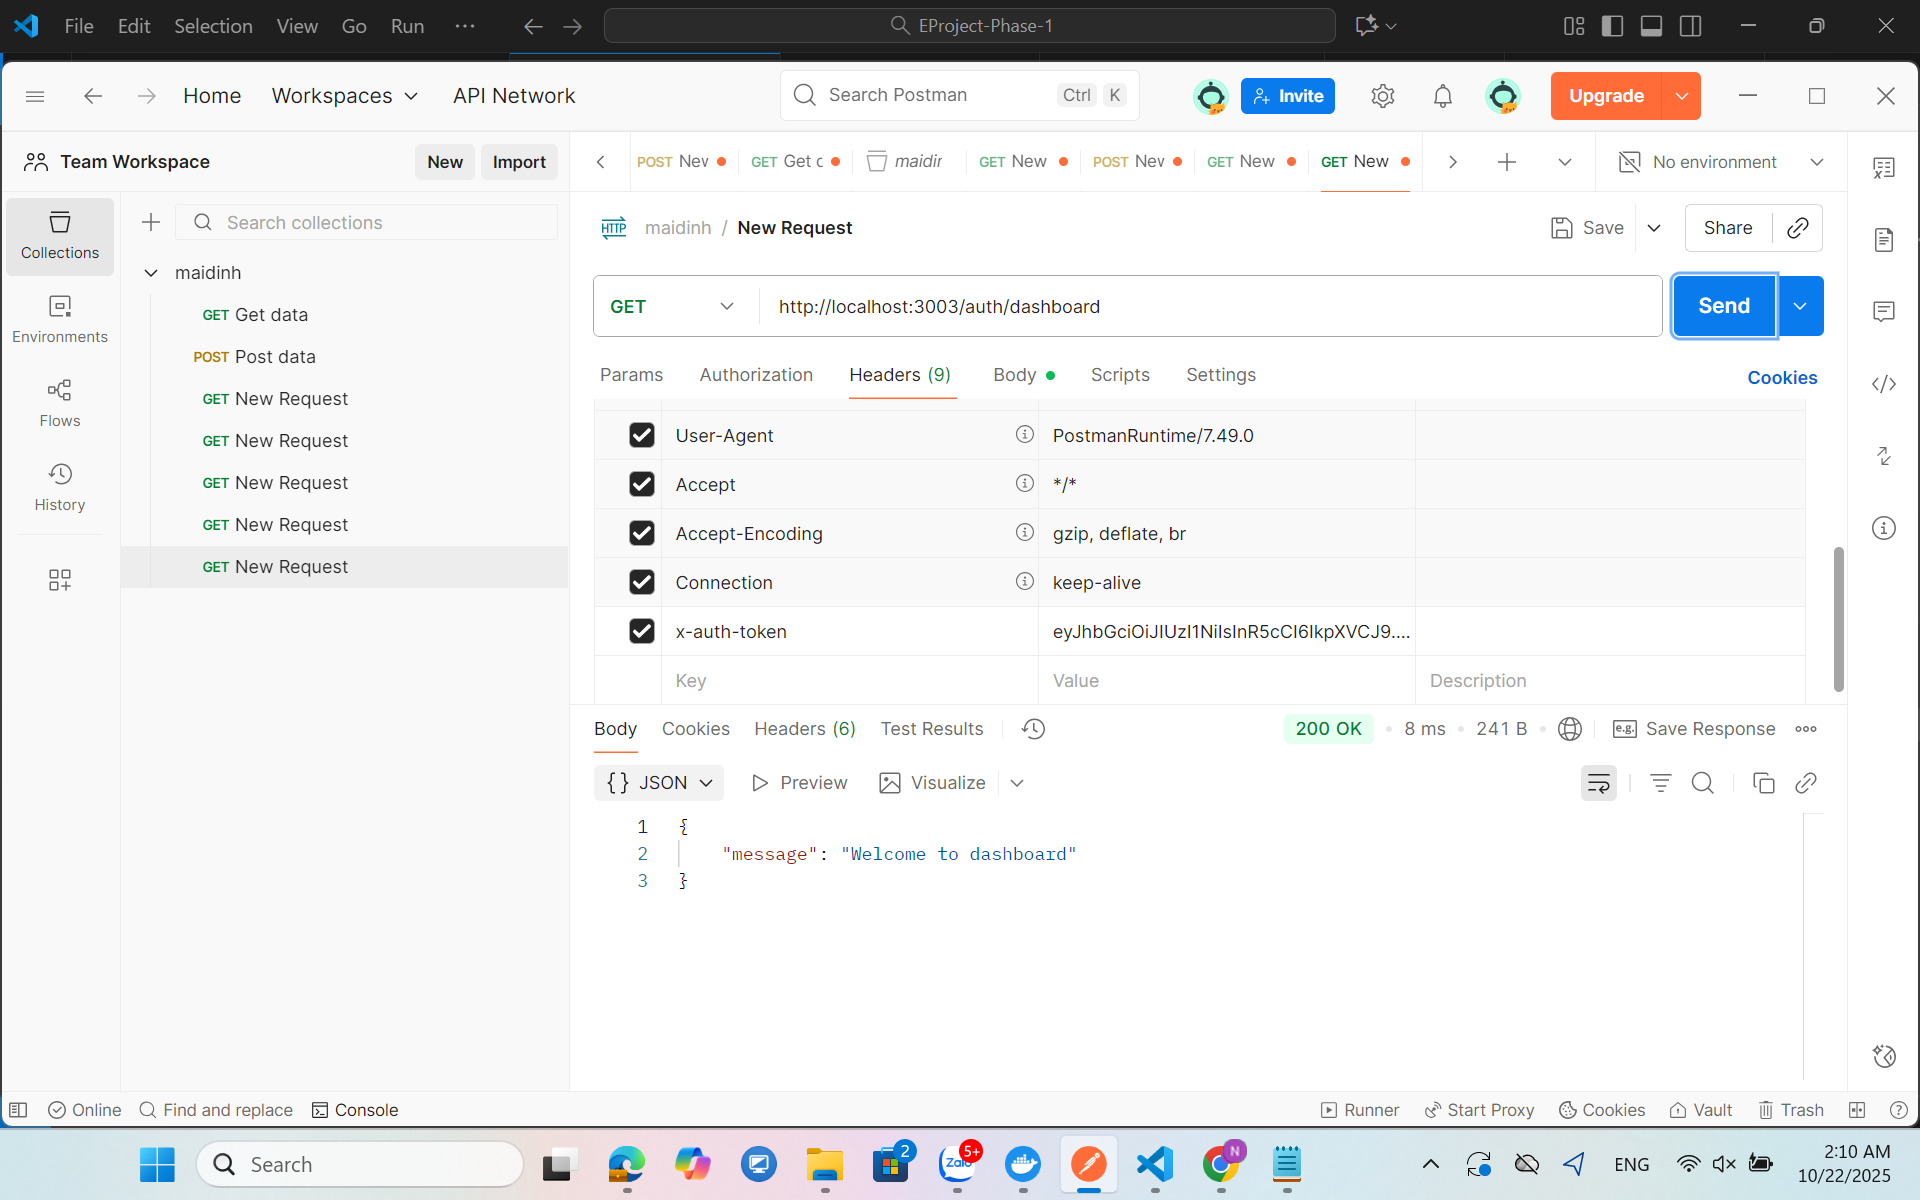 File Edit Selection View Go Run ··· EProject-Phase-1
Home Workspaces API Network Search Postman Ctrl K Invite Upgrade
Team Workspace New Import POST Nev GET Get c maidir GET New POST Nev GET New GET New No environment
Collections
Environments
Flows
History
Search collections
maidinh
GET Get data
POST Post data
GET New Request
GET New Request
GET New Request
GET New Request
GET New Request
HTTP maidinh / New Request Save Share
GET http://localhost:3003/auth/dashboard Send
Params Authorization Headers (9) Body Scripts Settings Cookies
User-Agent PostmanRuntime/7.49.0
Accept */*
Accept-Encoding gzip, deflate, br
Connection keep-alive
x-auth-token eyJhbGciOiJIUzI1NiIsInR5cCI6IkpXVCJ9....
Key Value Description
Body Cookies Headers (6) Test Results 200 OK • 8 ms • 241 B e.g. Save Response
{} JSON Preview Visualize
1 {
2 "message": "Welcome to dashboard"
3 }
Online Find and replace Console Runner Start Proxy Cookies Vault Trash
Search 2 Zalo 5+ N ENG 2:10 AM
10/22/2025